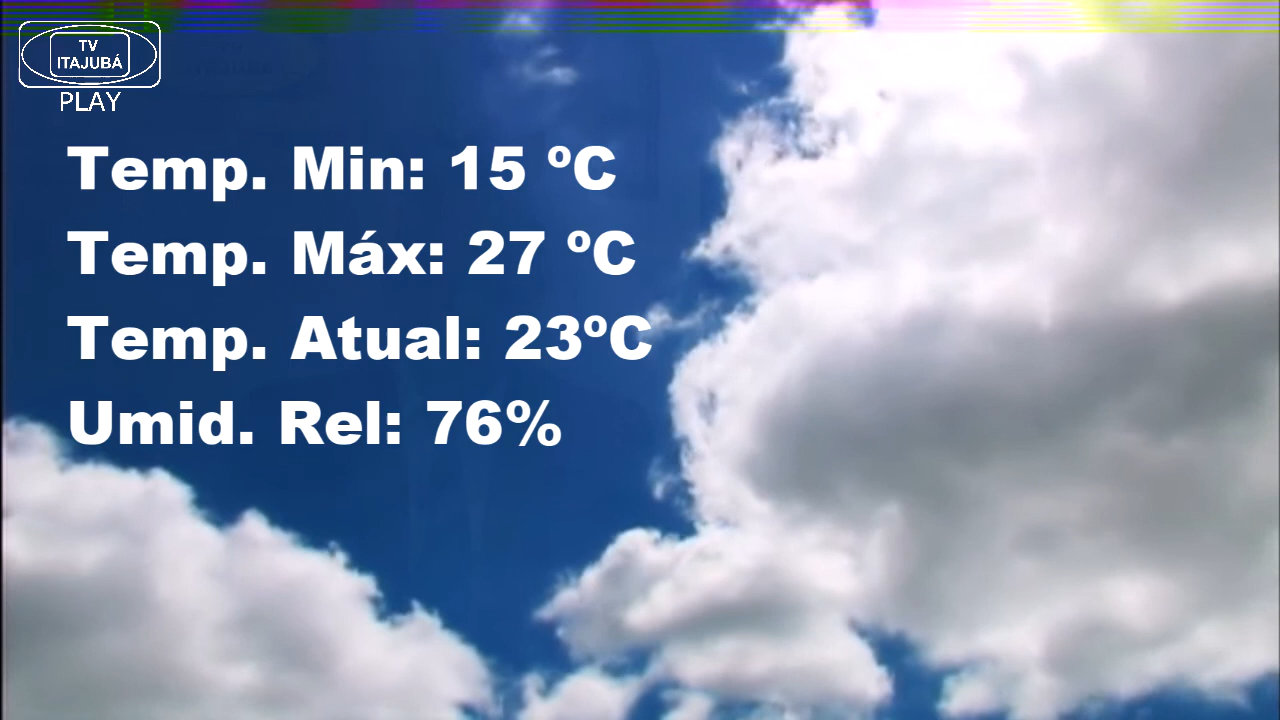 TV
ITAJUBÁ
PLAY
Temp. Min: 15 ºC
Temp. Máx: 27 ºC
Temp. Atual: 23ºC
Umid. Rel: 76%